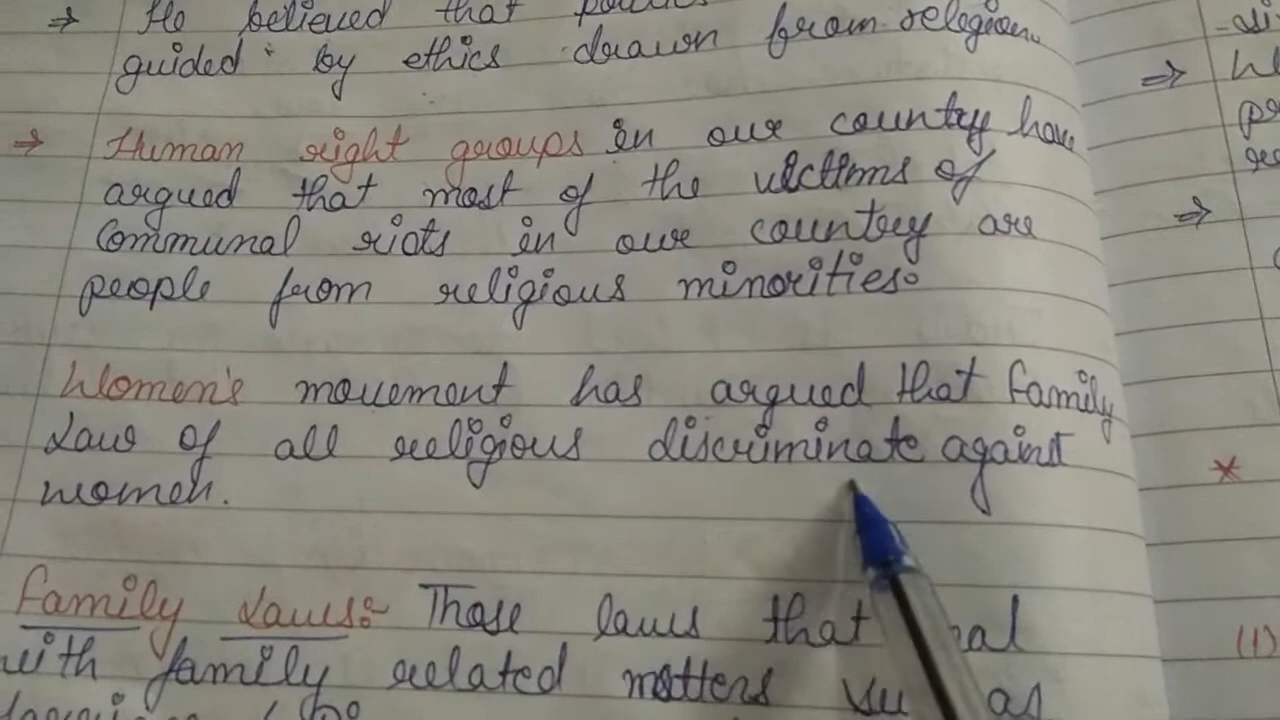 ⇒ He believed that
guided by ethics drawn from religion
⇒ Human right groups in our country have
argued that most of the victims of
Communal riots in our country are
people from religious minorities.
Women's movement has argued that family
Law of all religious discriminate against
women.
Family Laws:- Those laws that
with family related matters as
⇒
⇒
*
(1)